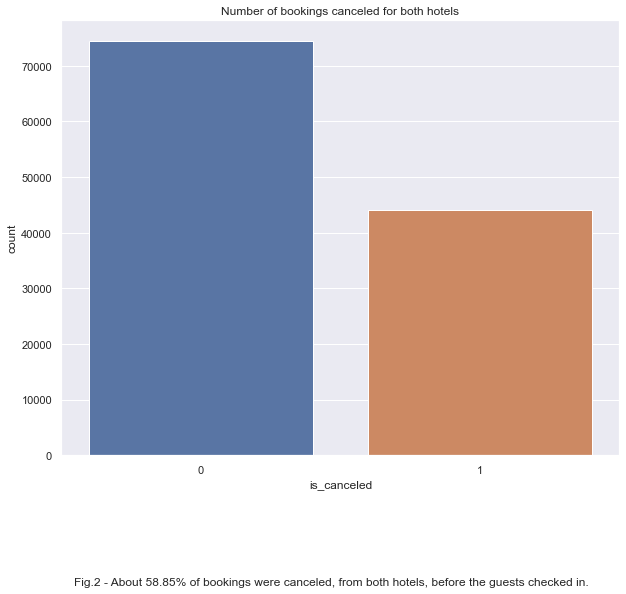 Number of bookings canceled for both hotels
70000
60000
50000
40000
30000
20000
10000
0
count
0 1
is_canceled
Fig.2 - About 58.85% of bookings were canceled, from both hotels, before the guests checked in.